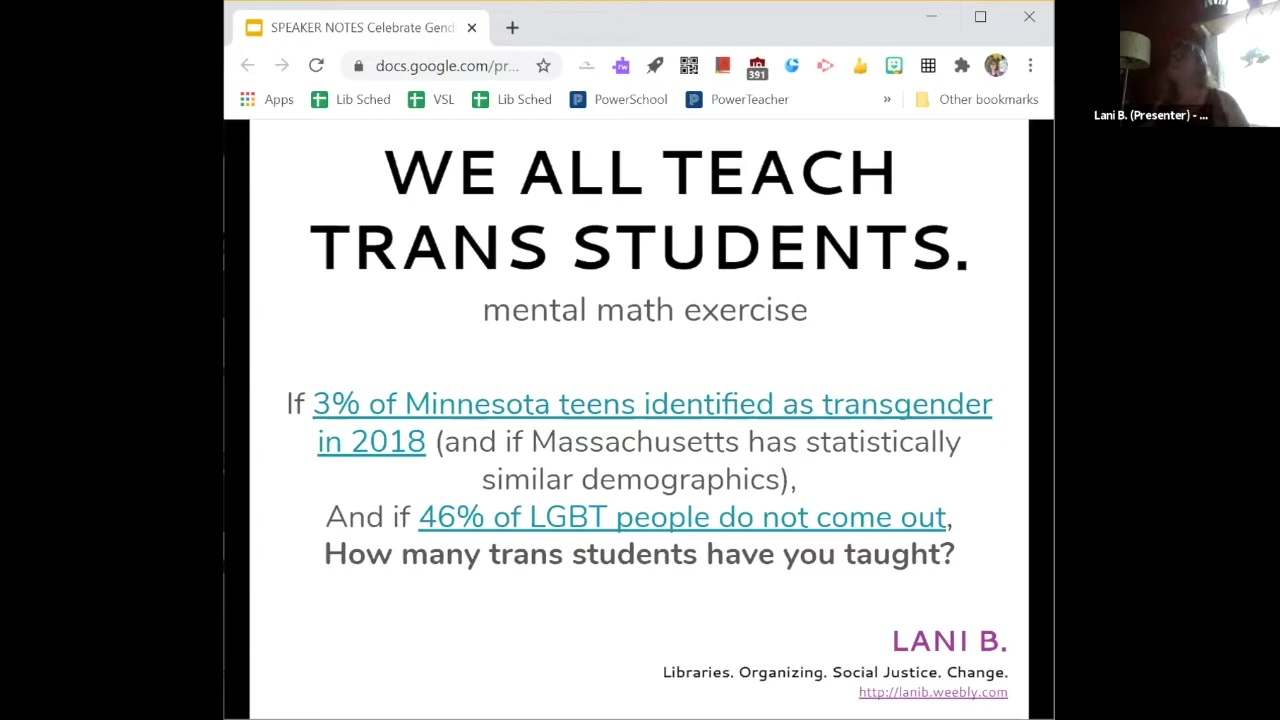 SPEAKER NOTES Celebrate Gend
docs.google.com/pr...
391
Apps
Lib Sched
VSL
Lib Sched
PowerSchool
PowerTeacher
»
Other bookmarks
Lani B. (Presenter) - ...
WE ALL TEACH
TRANS STUDENTS.
mental math exercise
If 3% of Minnesota teens identified as transgender
in 2018 (and if Massachusetts has statistically
similar demographics),
And if 46% of LGBT people do not come out,
How many trans students have you taught?
LANI B.
Libraries. Organizing. Social Justice. Change.
http://lanib.weebly.com